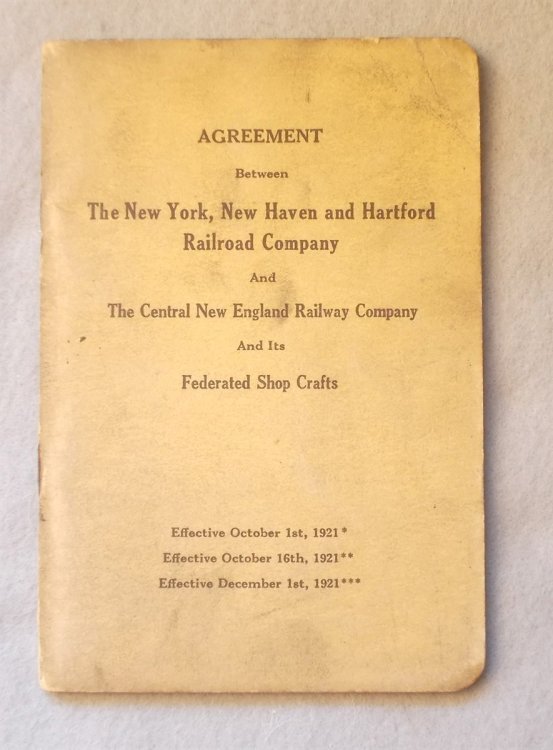 AGREEMENT
Between
The New York, New Haven and Hartford
Railroad Company
And
The Central New England Railway Company
And Its
Federated Shop Crafts
Effective October 1st, 1921*
Effective October 16th, 1921**
Effective December 1st, 1921***